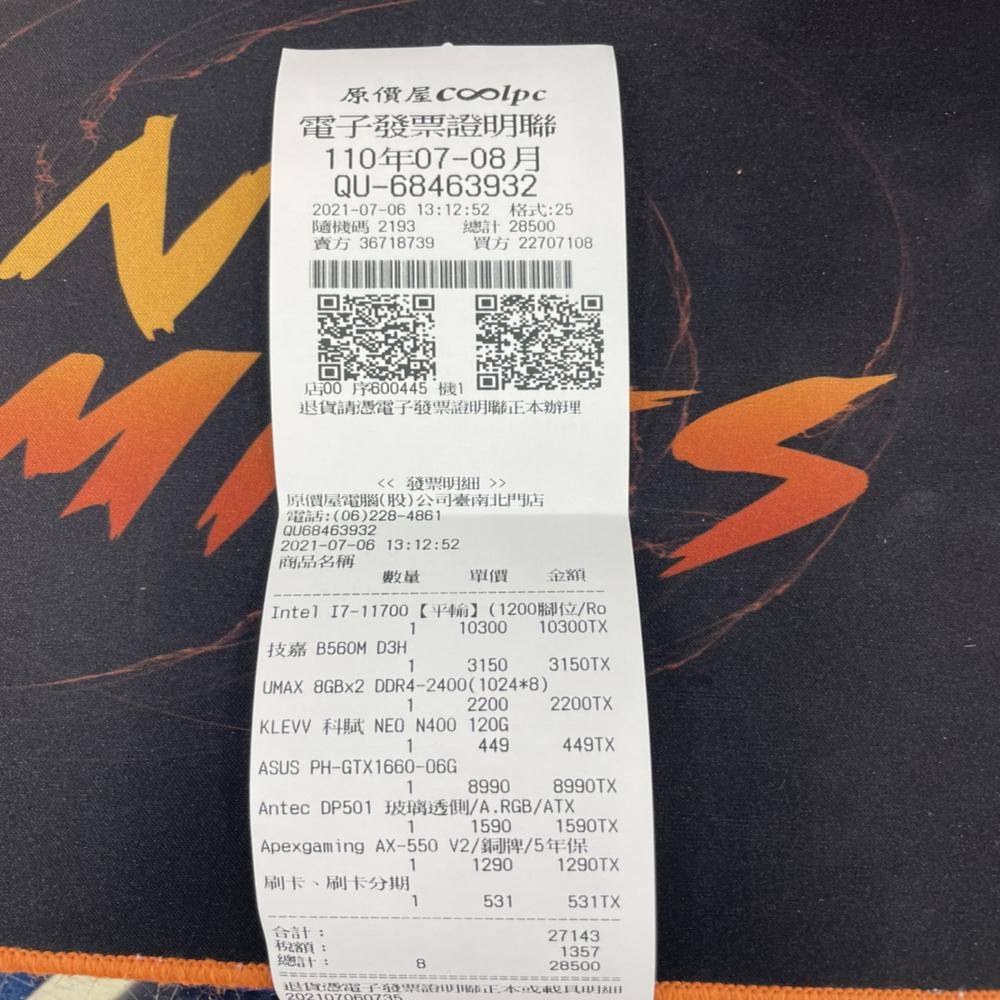 原價屋coolpc
電子發票證明聯
110年07-08月
QU-68463932
2021-07-06 13:12:52 格式:25
隨機碼 2193 總計 28500
賣方 36718739 買方 22707108
店00 序600445 機1
退貨請憑電子發票證明聯正本辦理
<< 發票明細 >>
原價屋電腦(股)公司臺南北門店
電話:(06)228-4861
QU68463932
2021-07-06 13:12:52
商品名稱
數量 單價 金額
Intel I7-11700【平輸】(1200腳位/Ro
1 10300 10300TX
技嘉 B560M D3H
1 3150 3150TX
UMAX 8GBx2 DDR4-2400(1024*8)
1 2200 2200TX
KLEVV 科賦 NEO N400 120G
1 449 449TX
ASUS PH-GTX1660-O6G
1 8990 8990TX
Antec DP501 玻璃透側/A.RGB/ATX
1 1590 1590TX
Apexgaming AX-550 V2/銅牌/5年保
1 1290 1290TX
刷卡、刷卡分期
1 531 531TX
合計: 27143
稅額: 1357
總計: 8 28500
退貨請憑電子發票證明聯正本或載具明細
202107060735